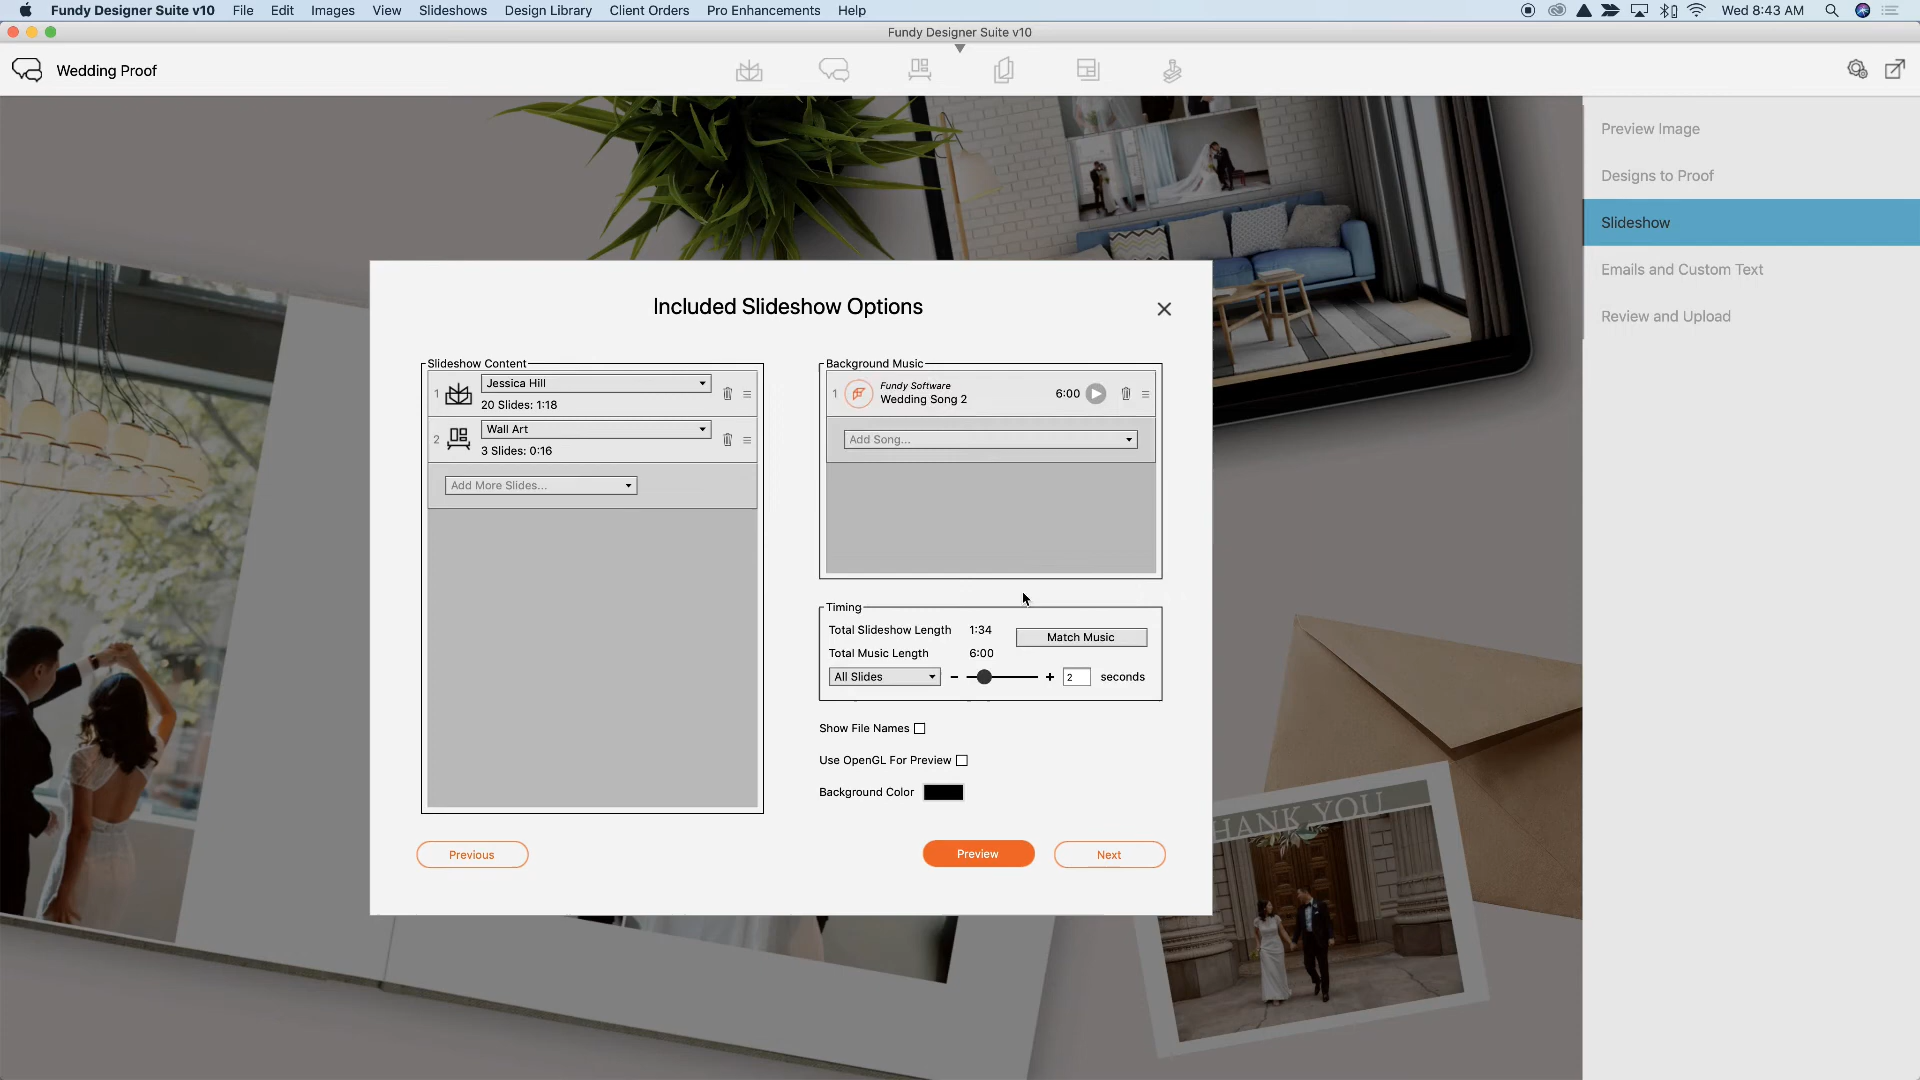 Fundy Designer Suite v10 File Edit Images View Slideshows Design Library Client Orders Pro Enhancements Help Wed 8:43 AM
Fundy Designer Suite v10
Wedding Proof
Preview Image
Designs to Proof
Slideshow
Emails and Custom Text
Review and Upload
Included Slideshow Options
Slideshow Content
1 Jessica Hill
20 Slides: 1:18
2 Wall Art
3 Slides: 0:16
Add More Slides...
Background Music
1 Fundy Software
Wedding Song 2 6:00
Add Song...
Timing
Total Slideshow Length 1:34 Match Music
Total Music Length 6:00
All Slides - + 2 seconds
Show File Names
Use OpenGL For Preview
Background Color
Previous Preview Next
THANK YOU